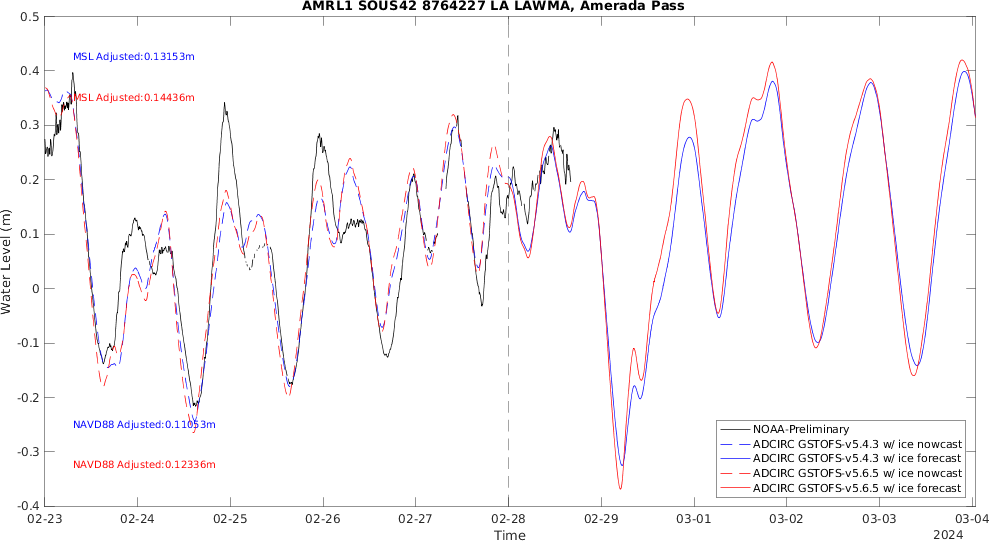 AMRL1 SOUS42 8764227 LA LAWMA, Amerada Pass
0.5
0.4
0.3
0.2
0.1
0
-0.1
-0.2
-0.3
-0.4
Water Level (m)
MSL Adjusted:0.13153m
MSL Adjusted:0.14436m
NAVD88 Adjusted:0.11053m
NAVD88 Adjusted:0.12336m
NOAA-Preliminary
ADCIRC GSTOFS-v5.4.3 w/ ice nowcast
ADCIRC GSTOFS-v5.4.3 w/ ice forecast
ADCIRC GSTOFS-v5.6.5 w/ ice nowcast
ADCIRC GSTOFS-v5.6.5 w/ ice forecast
02-23 02-24 02-25 02-26 02-27 02-28 02-29 03-01 03-02 03-03 03-04
Time
2024